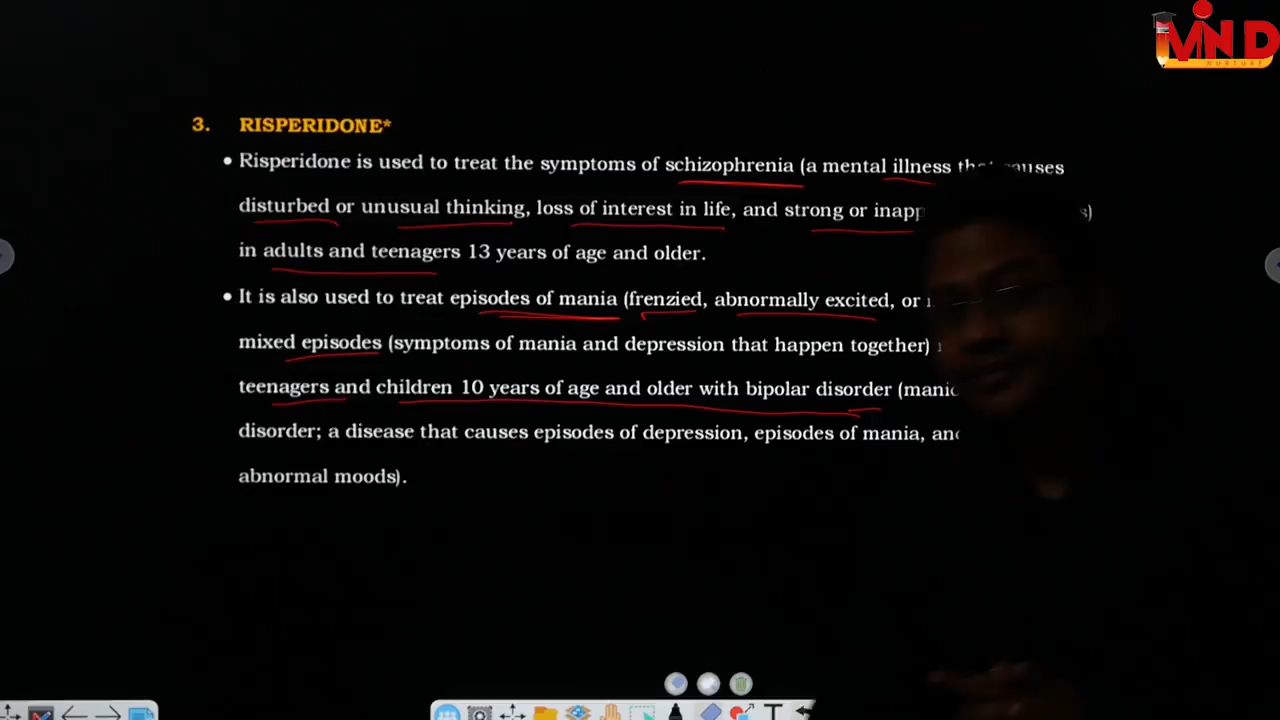 MIND
NURTURE
3. RISPERIDONE*
• Risperidone is used to treat the symptoms of schizophrenia (a mental illness
disturbed or unusual thinking, loss of interest in life, and strong or
in adults and teenagers 13 years of age and older.
• It is also used to treat episodes of mania (frenzied, abnormally excited, or
mixed episodes (symptoms of mania and depression that happen together)
teenagers and children 10 years of age and older with bipolar disorder
disorder; a disease that causes episodes of depression, episodes of mania,
abnormal moods).
T